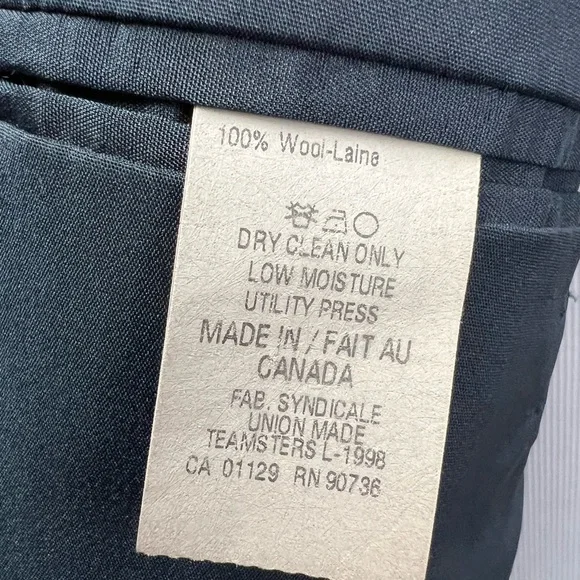 100% Wool-Laine
DRY CLEAN ONLY
LOW MOISTURE
UTILITY PRESS
MADE IN / FAIT AU
CANADA
FAB. SYNDICALE
UNION MADE
TEAMSTERS L-1998
CA 01129 RN 90736